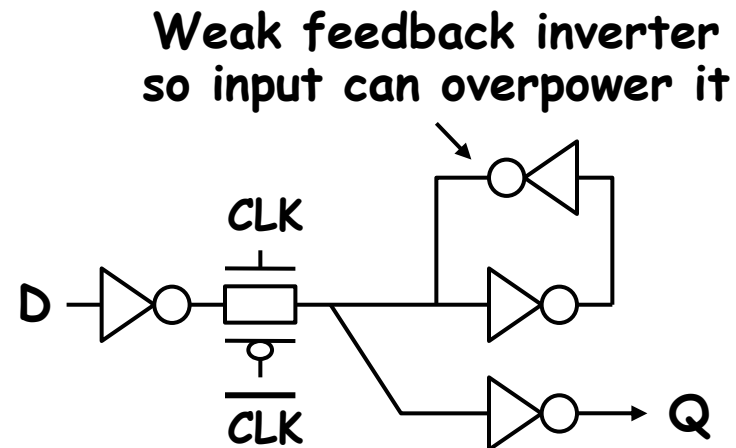 Weak feedback inverter
so input can overpower it
CLK
D
CLK
Q